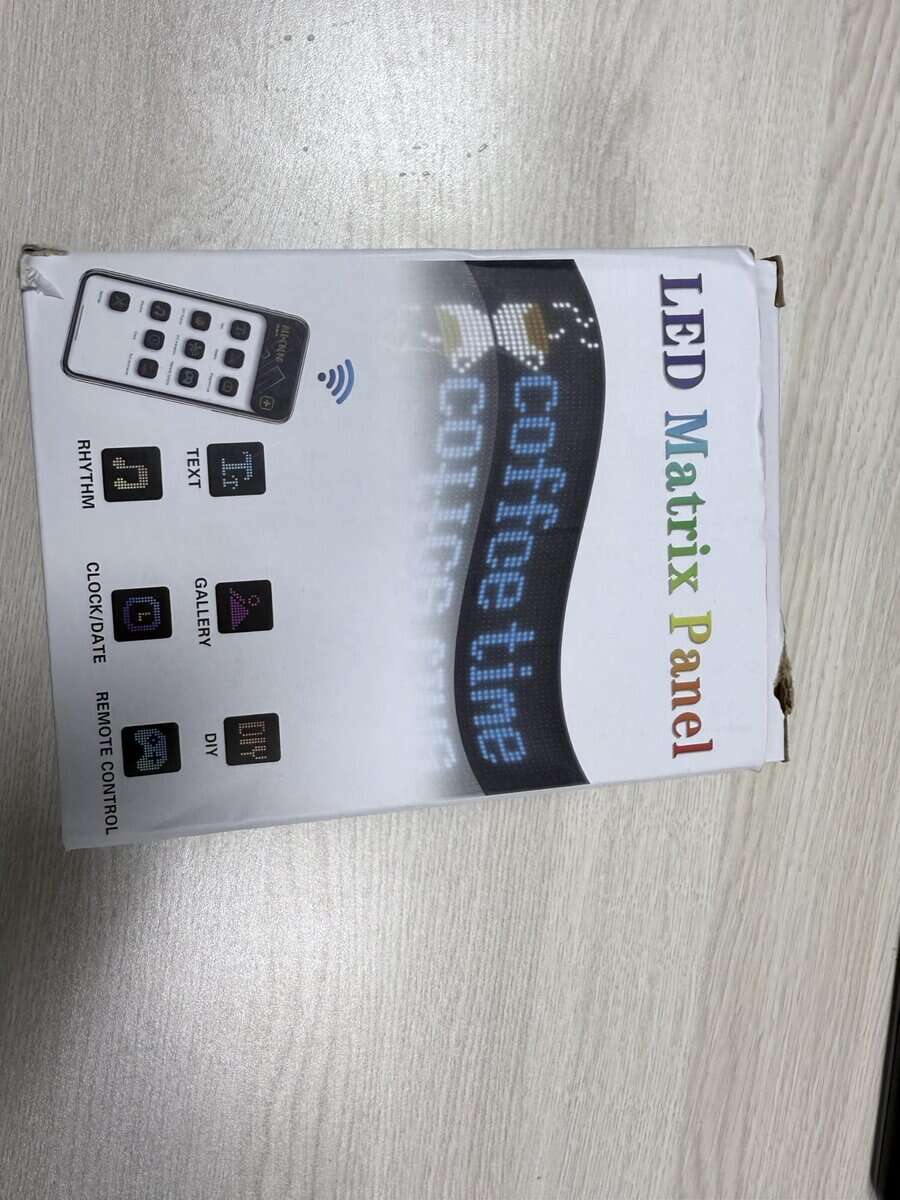 LED Matrix Panel
coffee time
TEXT
GALLERY
DIY
RHYTHM
CLOCK/DATE
REMOTE CONTROL